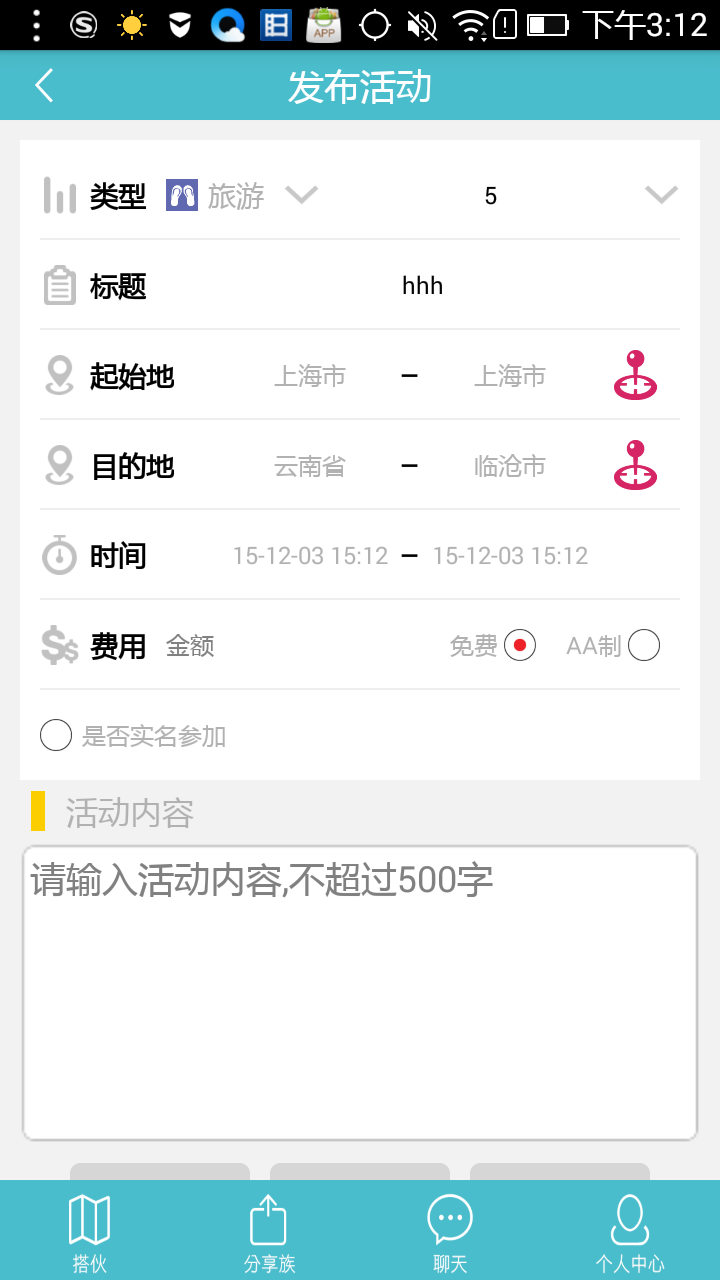 下午3:12
发布活动
类型 旅游 5
标题 hhh
起始地 上海市 — 上海市
目的地 云南省 — 临沧市
时间 15-12-03 15:12 — 15-12-03 15:12
费用 金额 免费 AA制
是否实名参加
活动内容
请输入活动内容,不超过500字
搭伙 分享族 聊天 个人中心